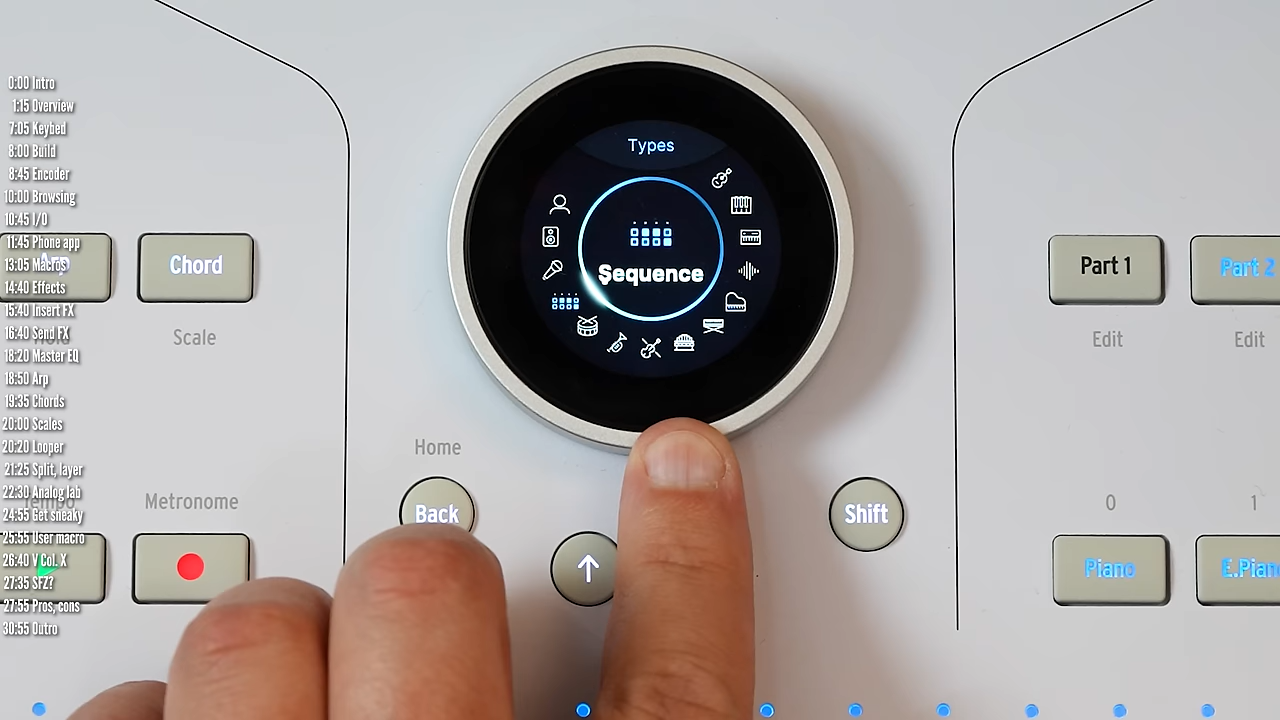 0:00 Intro
1:15 Overview
7:05 Keybed
8:00 Build
8:45 Encoder
10:00 Browsing
10:45 I/O
11:45 Phone app
13:05 Macros
14:40 Effects
15:40 Insert FX
16:40 Send FX
18:20 Master EQ
18:50 Arp
19:35 Chords
20:00 Scales
20:20 Looper
21:25 Split, layer
22:30 Analog lab
24:55 Get sneaky
25:55 User macro
26:40 V Col. X
27:35 SFZ?
27:55 Pros, cons
30:55 Outro
Arp
Chord
Scale
Tempo
Metronome
Types
Sequence
Home
Back
Shift
Part 1
Part 2
Edit
Edit
0
1
Piano
E.Pian